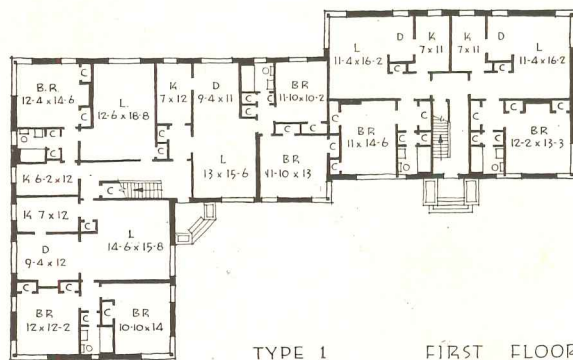 L
11-4 x 16-2
D
K
7 x 11
K
7 x 11
D
L
11-4 x 16-2
B.R.
12-4 x 14-6
C
C
L.
12-6 x 18-8
K
7 x 12
D
9-4 x 11
C
C
BR
11-10 x 10-2
C
C
C
BR
11 x 14-6
C
C
C
C
C
C
C
C
BR
12-2 x 13-3
C
C
C
C
L
13 x 15-6
BR
11-10 x 13
C
C
K 6-2 x 12
C
K 7 x 12
C
L
14-6 x 15-8
D
9-4 x 12
C
C
C
C
BR
12 x 12-2
C
BR
10-10 x 14
TYPE 1
FIRST FLOOR